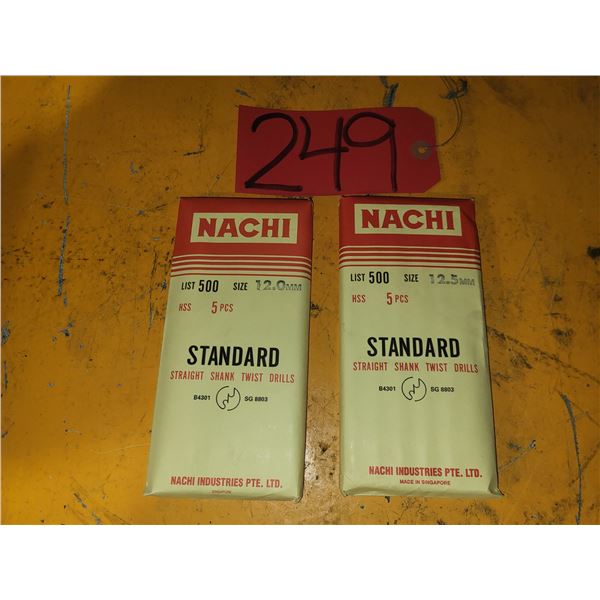 249
NACHI
LIST 500 SIZE 12.0MM
HSS 5 PCS
STANDARD
STRAIGHT SHANK TWIST DRILLS
B4301 SG 8803
NACHI INDUSTRIES PTE. LTD.
SINGAPORE
NACHI
LIST 500 SIZE 12.5MM
HSS 5 PCS
STANDARD
STRAIGHT SHANK TWIST DRILLS
B4301 SG 8803
NACHI INDUSTRIES PTE. LTD.
MADE IN SINGAPORE